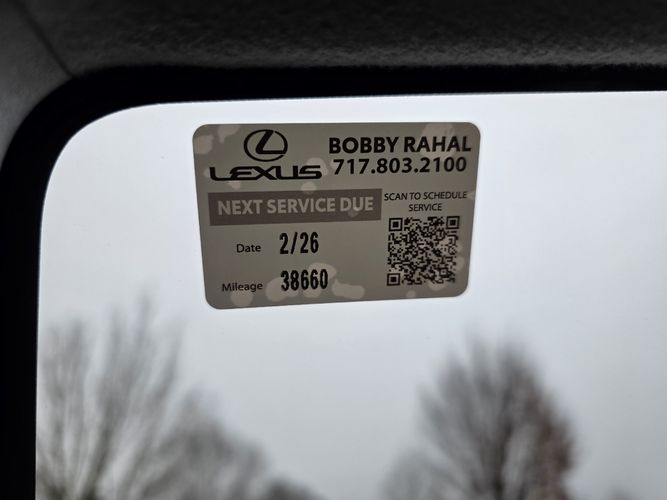 LEXUS
BOBBY RAHAL
717.803.2100
NEXT SERVICE DUE
SCAN TO SCHEDULE
SERVICE
Date 2/26
Mileage 38660